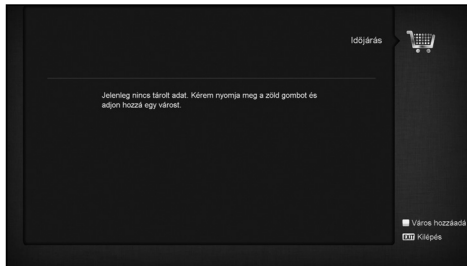 Időjárás
Jelenleg nincs tárolt adat. Kérem nyomja meg a zöld gombot és
adjon hozzá egy várost.
Város hozzáadá
EXIT Kilépés